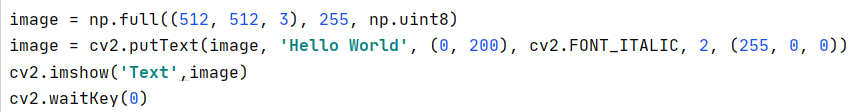 image = np.full((512, 512, 3), 255, np.uint8)
image = cv2.putText(image, 'Hello World', (0, 200), cv2.FONT_ITALIC, 2, (255, 0, 0))
cv2.imshow('Text',image)
cv2.waitKey(0)